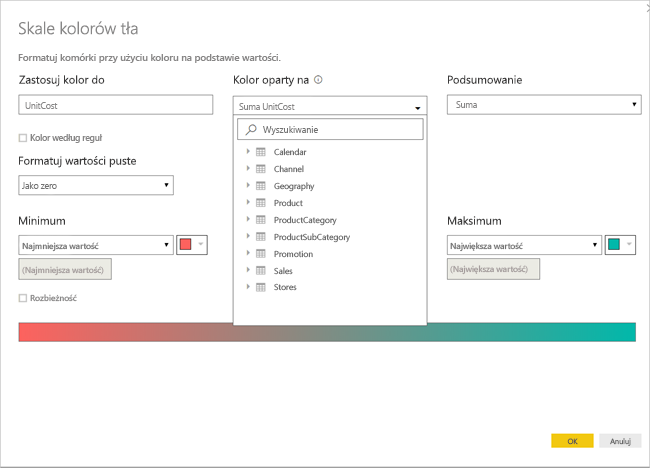 Skale kolorów tła
Formatuj komórki przy użyciu koloru na podstawie wartości.
Zastosuj kolor do
Kolor oparty na
Podsumowanie
UnitCost
Suma UnitCost
Suma
Wyszukiwanie
Kolor według reguł
Formatuj wartości puste
Jako zero
Calendar
Channel
Geography
Product
ProductCategory
ProductSubCategory
Promotion
Sales
Stores
Minimum
Maksimum
Najmniejsza wartość
Największa wartość
(Najmniejsza wartość)
(Największa wartość)
Rozbieżność
OK
Anuluj